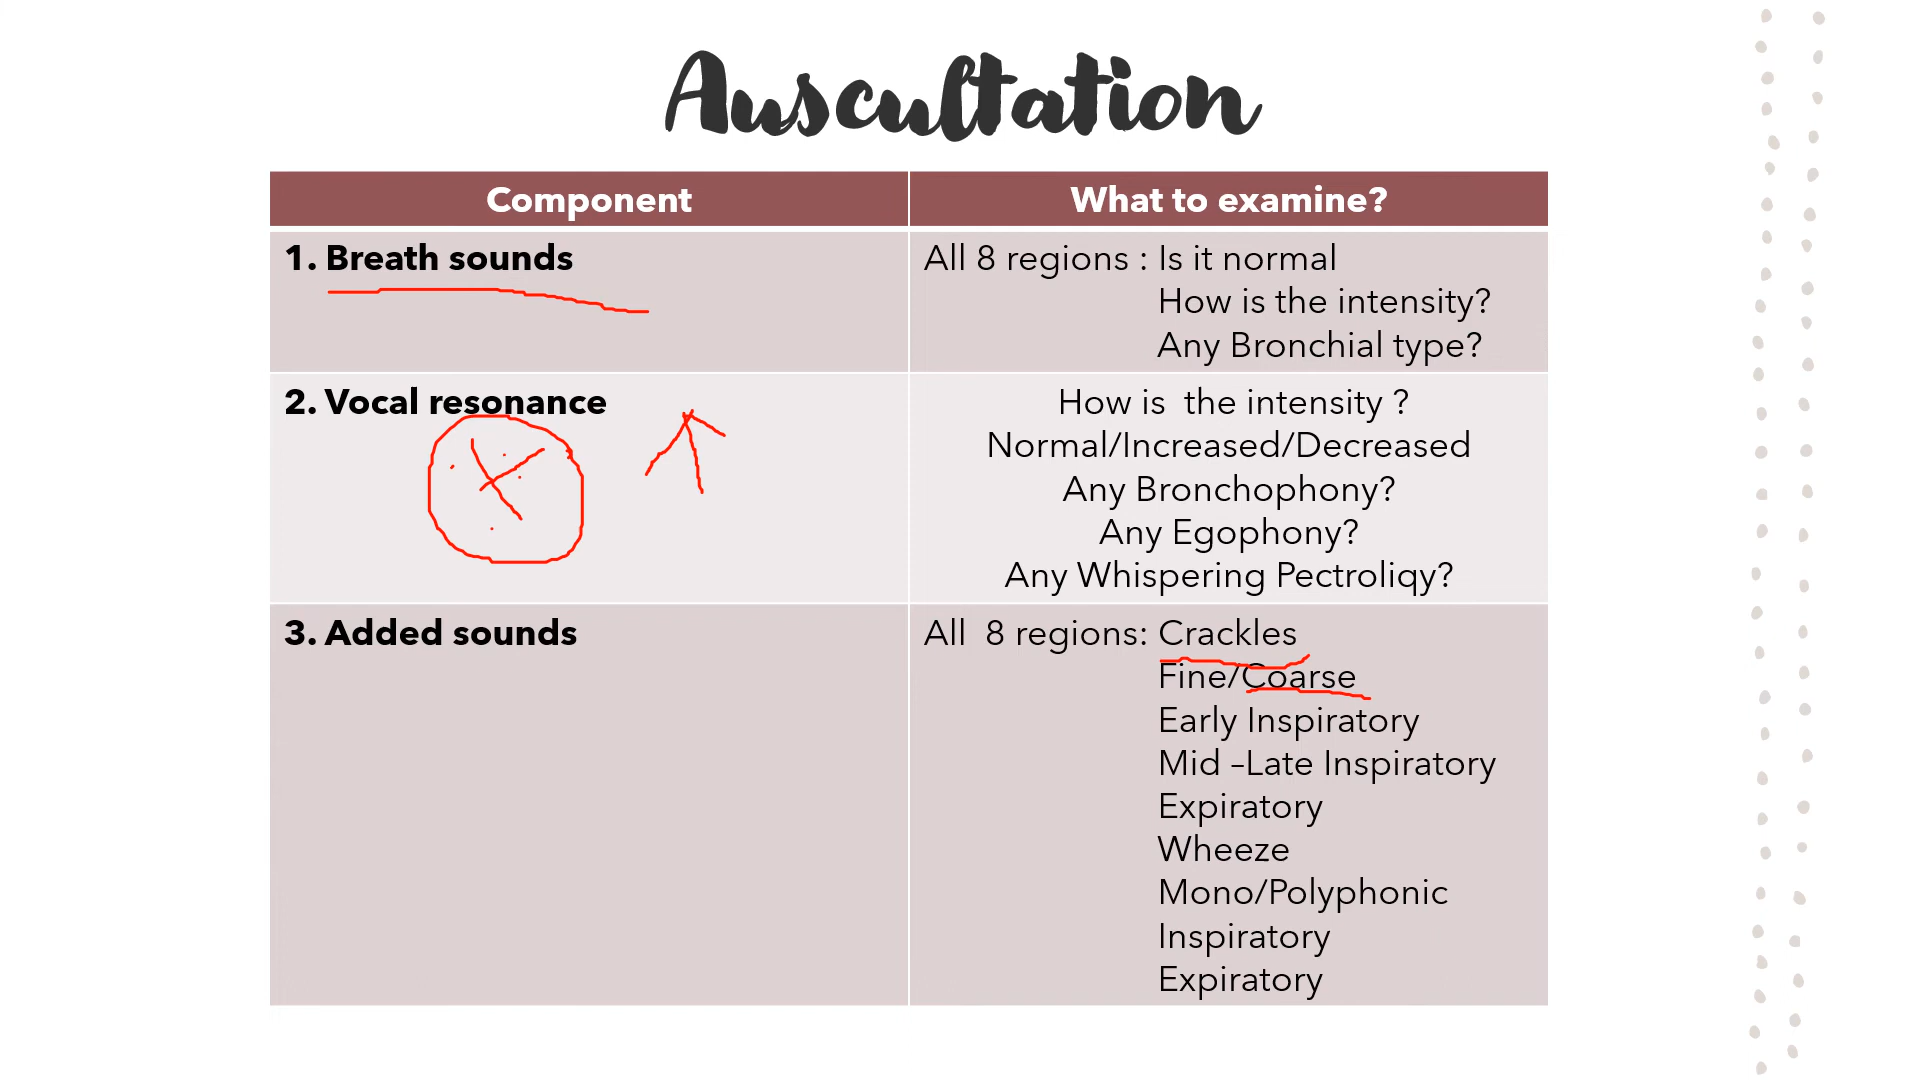 Auscultation
Component
What to examine?
1. Breath sounds
All 8 regions : Is it normal
How is the intensity?
Any Bronchial type?
2. Vocal resonance
How is the intensity ?
Normal/Increased/Decreased
Any Bronchophony?
Any Egophony?
Any Whispering Pectroliqy?
3. Added sounds
All 8 regions: Crackles
Fine/Coarse
Early Inspiratory
Mid –Late Inspiratory
Expiratory
Wheeze
Mono/Polyphonic
Inspiratory
Expiratory